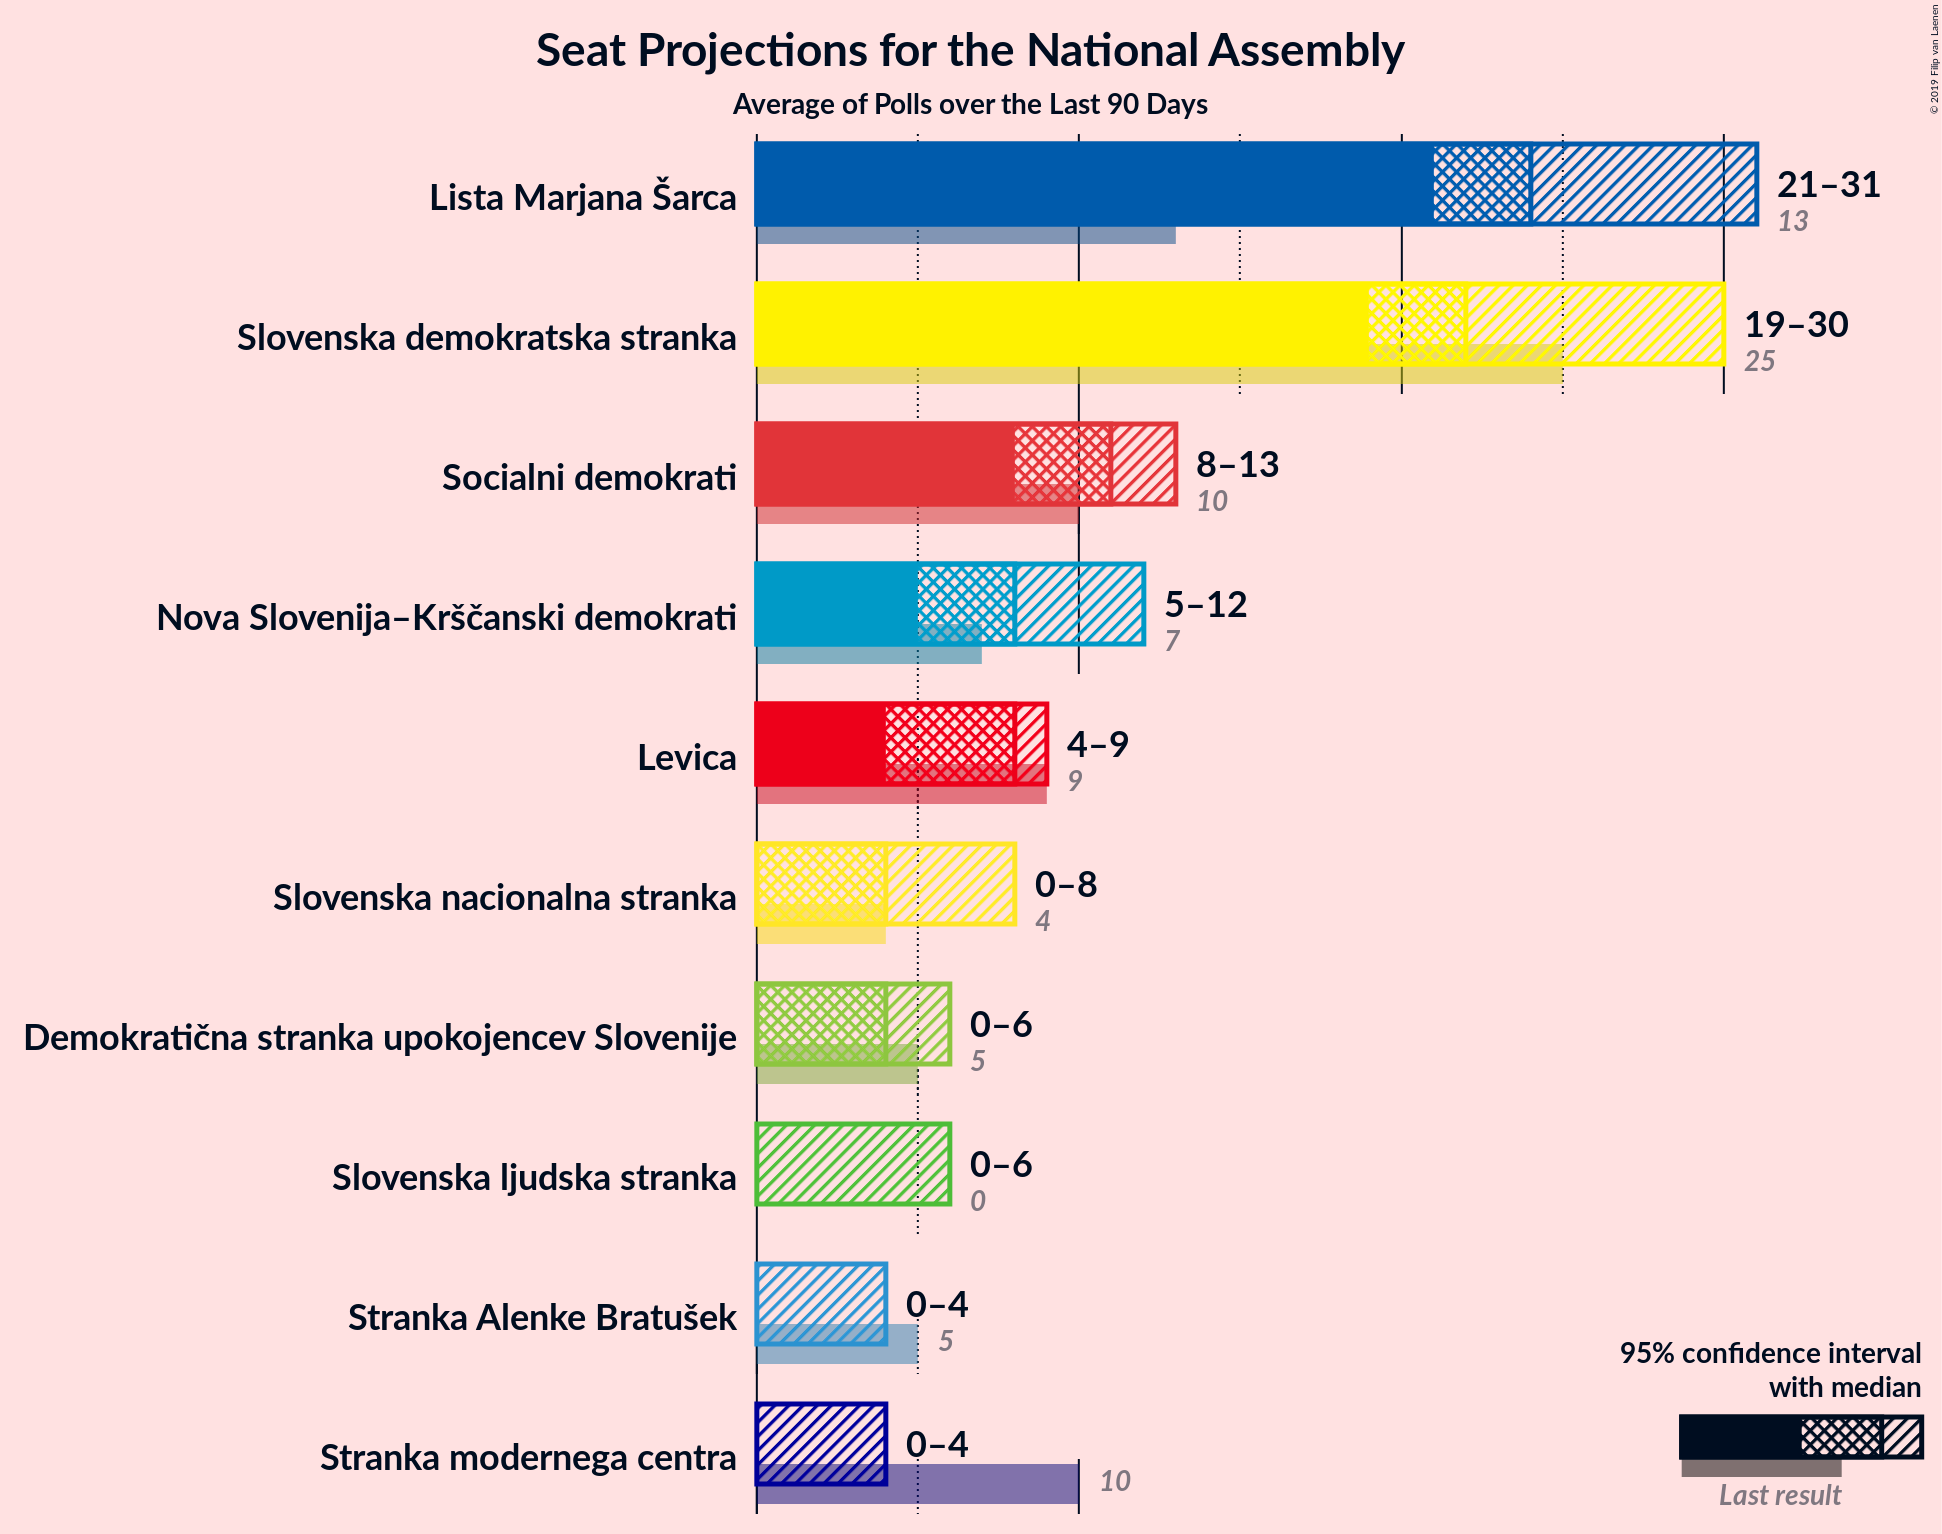 Seat Projections for the National Assembly
Average of Polls over the Last 90 Days
© 2019 Filip van Laenen
Lista Marjana Šarca
21–31
13
Slovenska demokratska stranka
19–30
25
Socialni demokrati
8–13
10
Nova Slovenija–Krščanski demokrati
5–12
7
Levica
4–9
9
Slovenska nacionalna stranka
0–8
4
Demokratična stranka upokojencev Slovenije
0–6
5
Slovenska ljudska stranka
0–6
0
Stranka Alenke Bratušek
0–4
5
Stranka modernega centra
0–4
10
95% confidence interval
with median
Last result